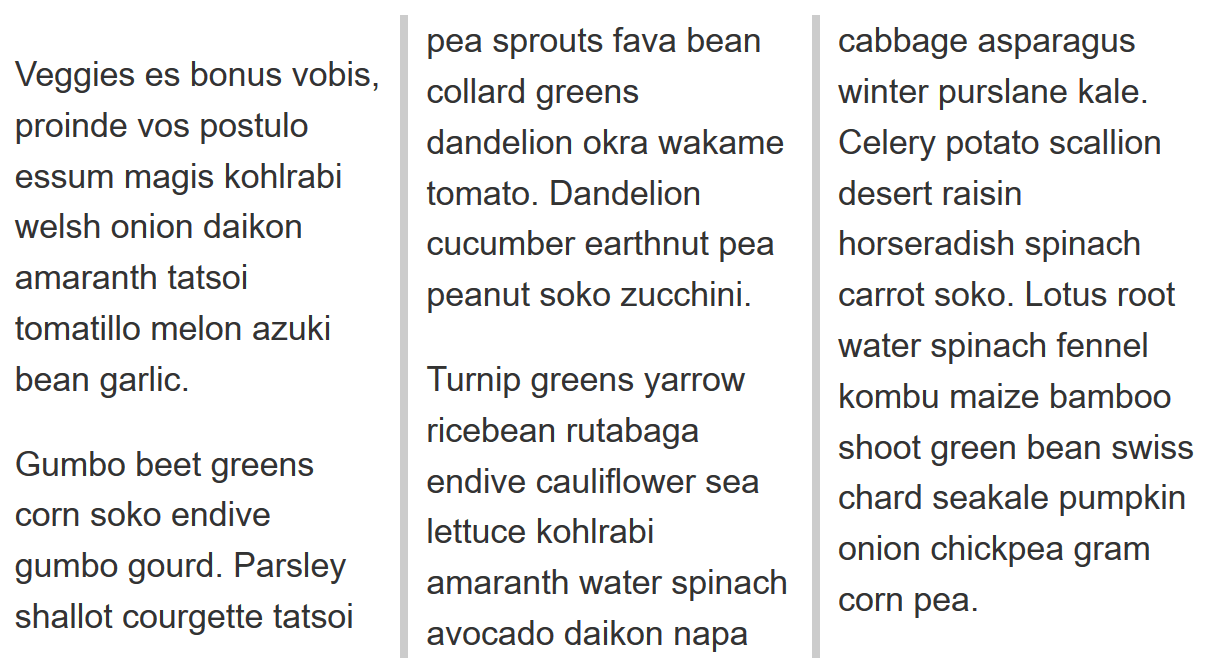 Veggies es bonus vobis,
proinde vos postulo
essum magis kohlrabi
welsh onion daikon
amaranth tatsoi
tomatillo melon azuki
bean garlic.
Gumbo beet greens
corn soko endive
gumbo gourd. Parsley
shallot courgette tatsoi
pea sprouts fava bean
collard greens
dandelion okra wakame
tomato. Dandelion
cucumber earthnut pea
peanut soko zucchini.
Turnip greens yarrow
ricebean rutabaga
endive cauliflower sea
lettuce kohlrabi
amaranth water spinach
avocado daikon napa
cabbage asparagus
winter purslane kale.
Celery potato scallion
desert raisin
horseradish spinach
carrot soko. Lotus root
water spinach fennel
kombu maize bamboo
shoot green bean swiss
chard seakale pumpkin
onion chickpea gram
corn pea.